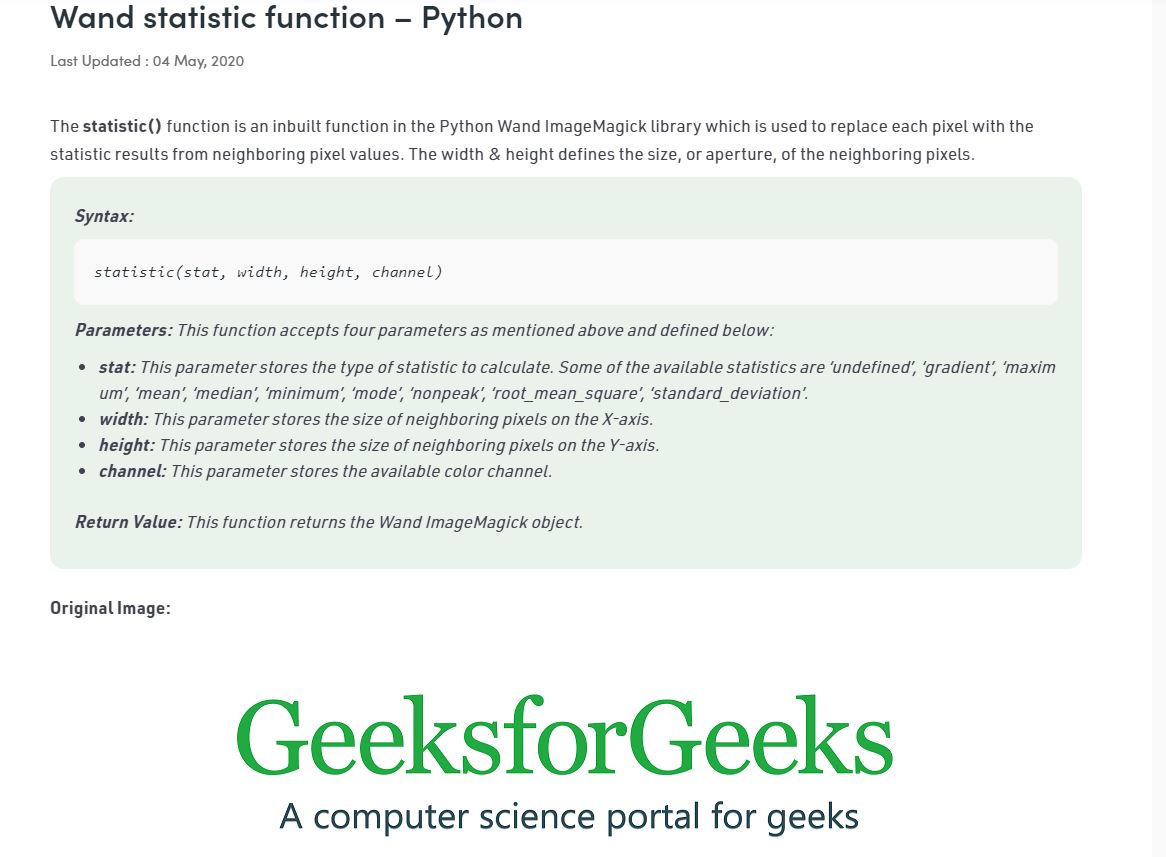 Wand statistic function – Python
Last Updated : 04 May, 2020
The statistic() function is an inbuilt function in the Python Wand ImageMagick library which is used to replace each pixel with the
statistic results from neighboring pixel values. The width & height defines the size, or aperture, of the neighboring pixels.
Syntax:
statistic(stat, width, height, channel)
Parameters: This function accepts four parameters as mentioned above and defined below:
• stat: This parameter stores the type of statistic to calculate. Some of the available statistics are ‘undefined’, ‘gradient’, ‘maxim
um’, ‘mean’, ‘median’, ‘minimum’, ‘mode’, ‘nonpeak’, ‘root_mean_square’, ‘standard_deviation’.
• width: This parameter stores the size of neighboring pixels on the X-axis.
• height: This parameter stores the size of neighboring pixels on the Y-axis.
• channel: This parameter stores the available color channel.
Return Value: This function returns the Wand ImageMagick object.
Original Image:
GeeksforGeeks
A computer science portal for geeks